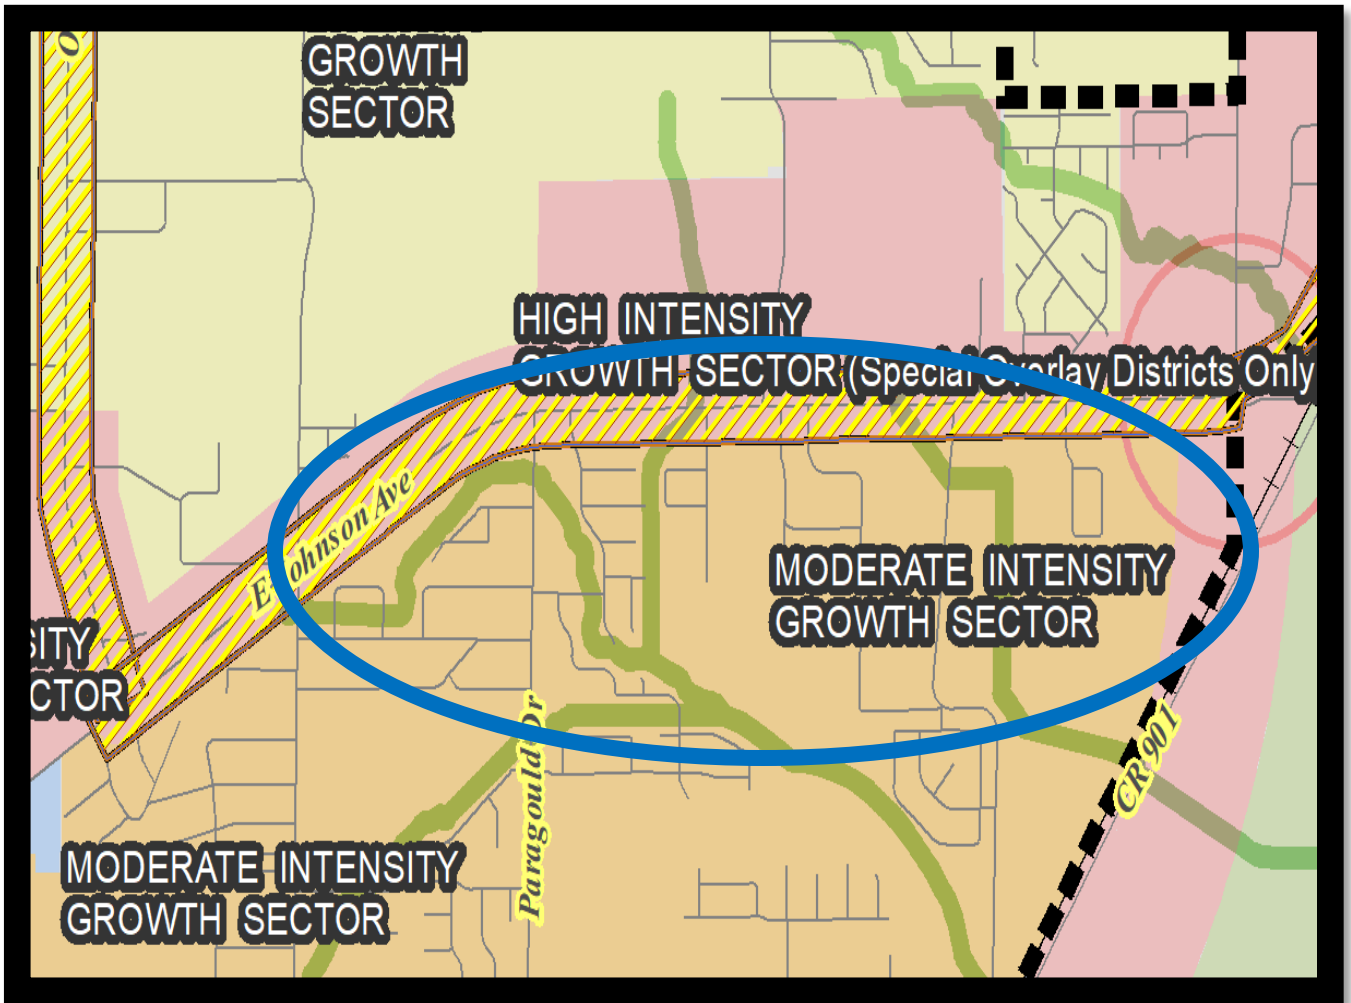 O
GROWTH
SECTOR
HIGH INTENSITY
GROWTH SECTOR (Special Overlay Districts Only
E Johnson Ave
MODERATE INTENSITY
GROWTH SECTOR
SITY
CTOR
Paragould Dr
CR 901
MODERATE INTENSITY
GROWTH SECTOR